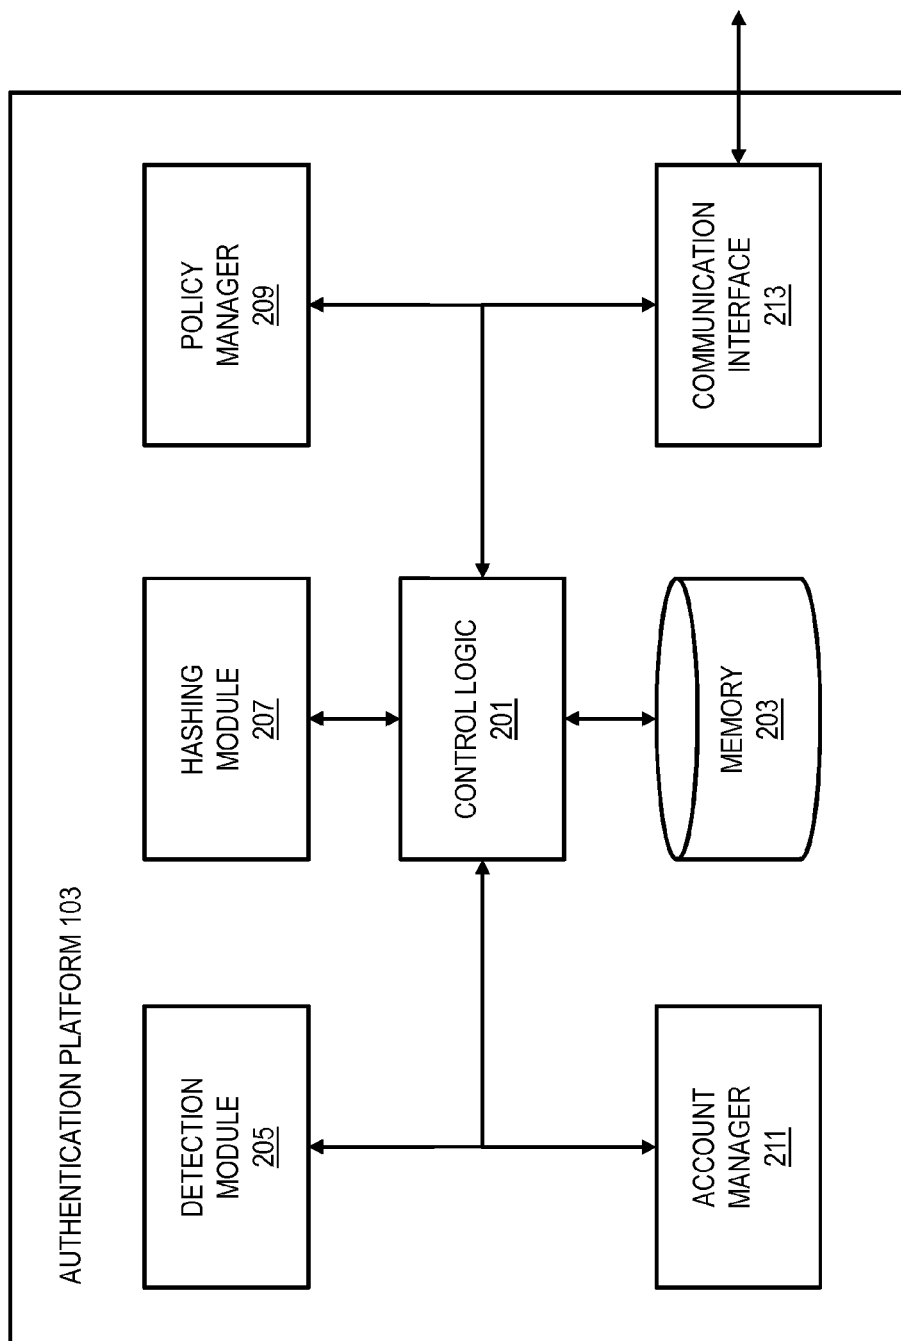 AUTHENTICATION PLATFORM 103
DETECTION
MODULE
205
HASHING
MODULE
207
POLICY
MANAGER
209
CONTROL LOGIC
201
ACCOUNT
MANAGER
211
MEMORY
203
COMMUNICATION
INTERFACE
213